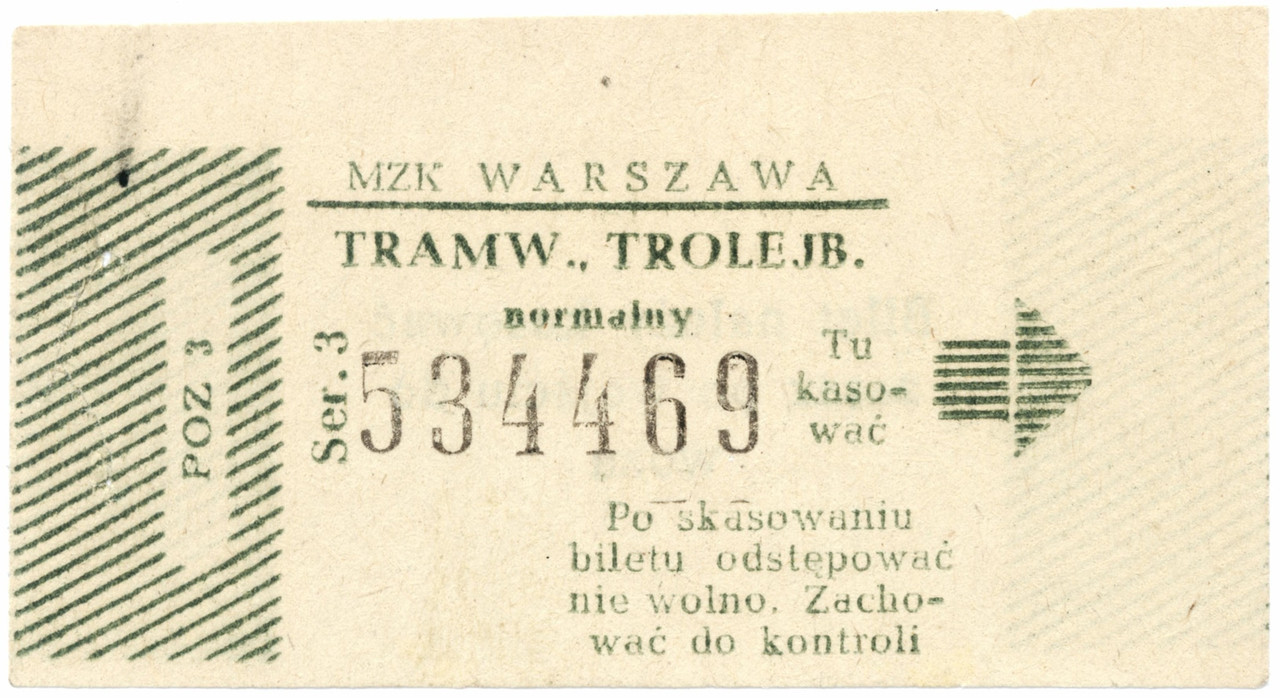 MZK WARSZAWA
TRAMW., TROLEJB.
normalny
POZ 3
Ser. 3
534469
Tu
kaso-
wać
Po skasowaniu
biletu odstępować
nie wolno. Zacho-
wać do kontroli